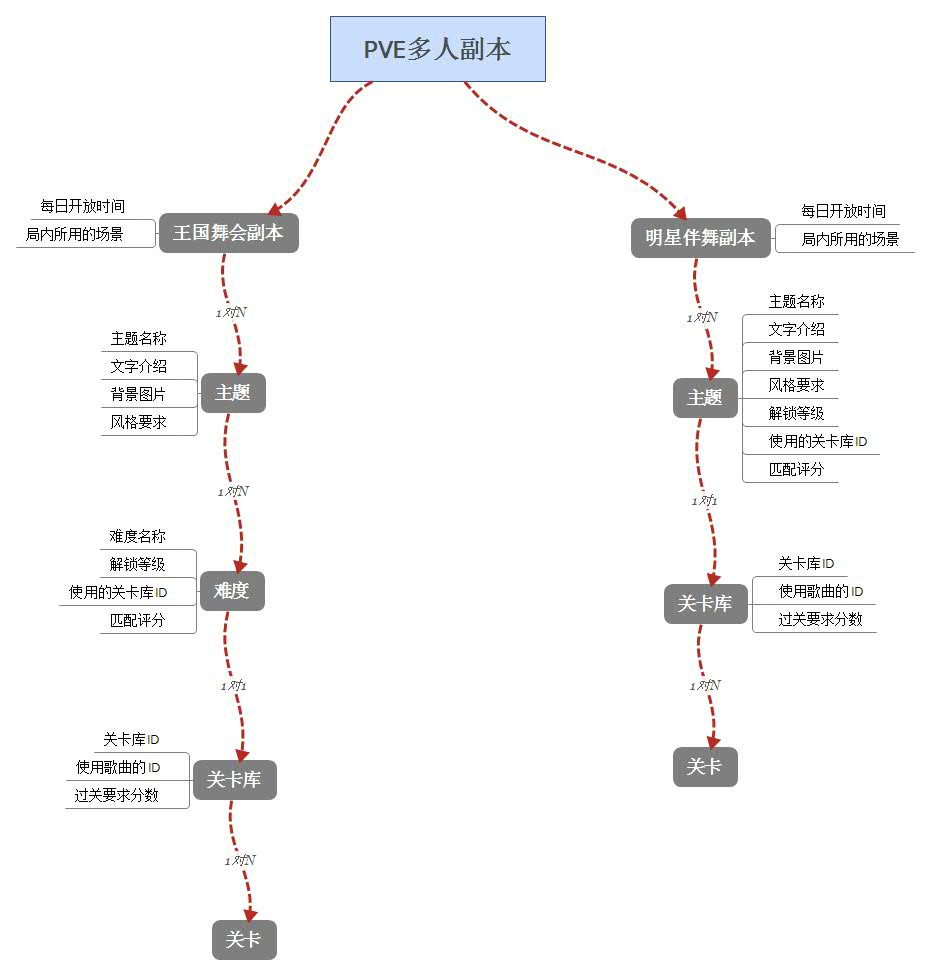 PVE多人副本
每日开放时间
局内所用的场景
王国舞会副本
每日开放时间
局内所用的场景
明星伴舞副本
1对N
1对N
主题名称
文字介绍
背景图片
风格要求
主题
主题名称
文字介绍
背景图片
风格要求
解锁等级
使用的关卡库ID
匹配评分
主题
1对N
1对1
难度名称
解锁等级
使用的关卡库ID
匹配评分
难度
关卡库ID
使用歌曲的ID
过关要求分数
关卡库
1对1
1对N
关卡库ID
使用歌曲的ID
过关要求分数
关卡库
关卡
1对N
关卡